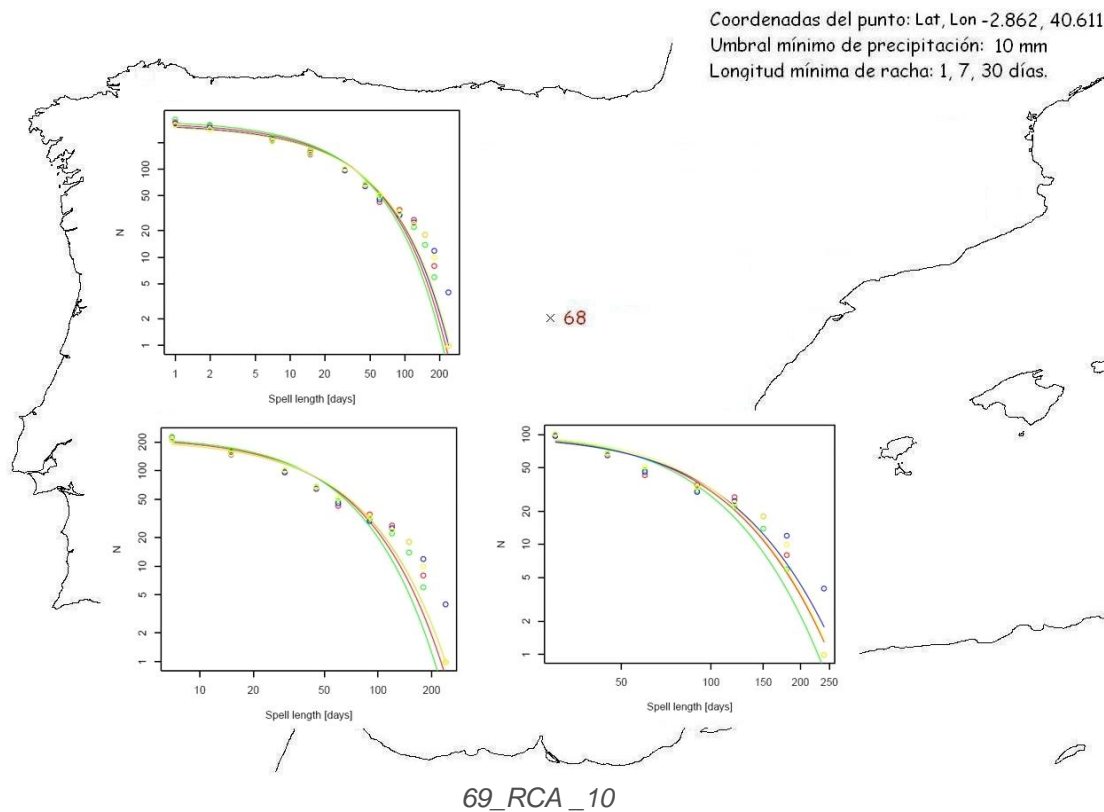 Coordenadas del punto: Lat, Lon -2.862, 40.611
Umbral mínimo de precipitación: 10 mm
Longitud mínima de racha: 1, 7, 30 días.
N
100
50
20
10
5
2
1
1 2 5 10 20 50 100 200
Spell length [days]
× 68
N
200
100
50
20
10
5
2
1
10 20 50 100 200
Spell length [days]
N
100
50
20
10
5
2
1
50 100 150 200 250
Spell length [days]
69_RCA _10